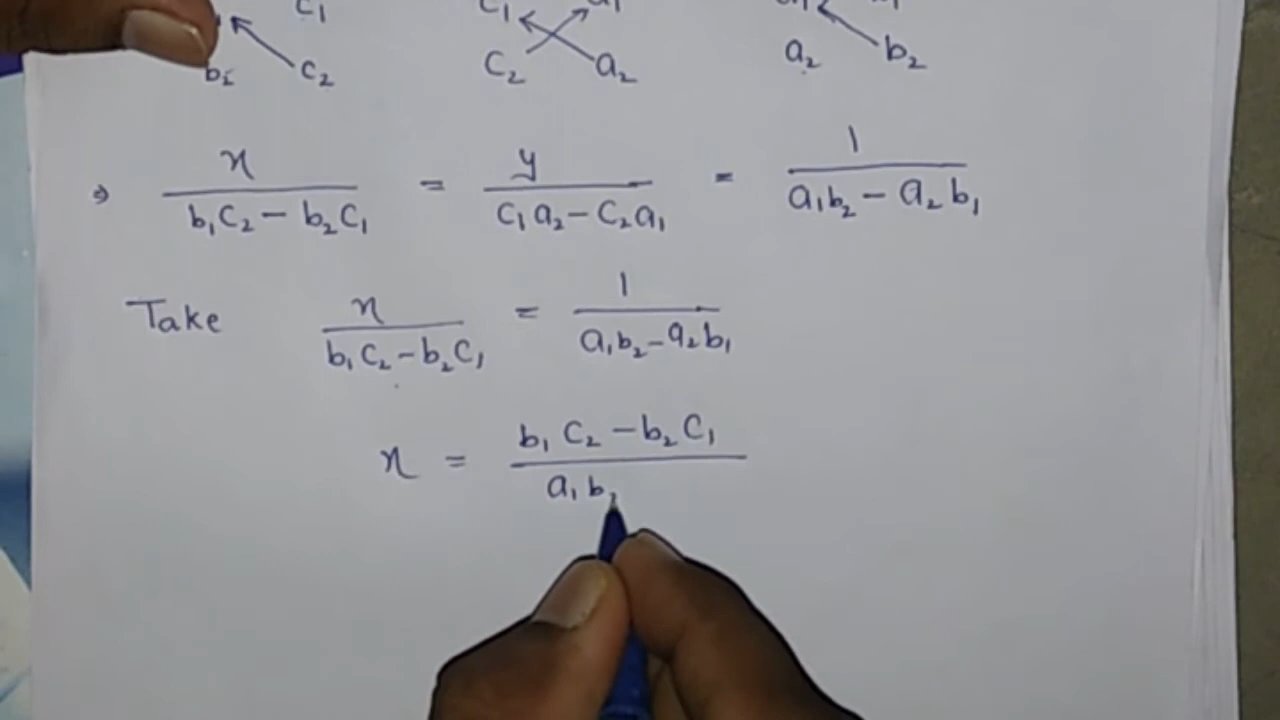 c₁ c₁ a₁
b₂ c₂ c₂ a₂ a₂ b₂
⇒ x / (b₁c₂ − b₂c₁) = y / (c₁a₂ − c₂a₁) = 1 / (a₁b₂ − a₂b₁)
Take x / (b₁c₂ − b₂c₁) = 1 / (a₁b₂ − a₂b₁)
x = (b₁c₂ − b₂c₁) / (a₁b₂